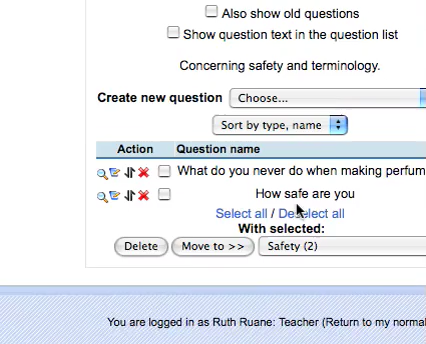 Also show old questions
Show question text in the question list
Concerning safety and terminology.
Create new question Choose...
Sort by type, name
Action Question name
What do you never do when making perfum
How safe are you
Select all / Deselect all
With selected:
Delete Move to >> Safety (2)
You are logged in as Ruth Ruane: Teacher (Return to my normal